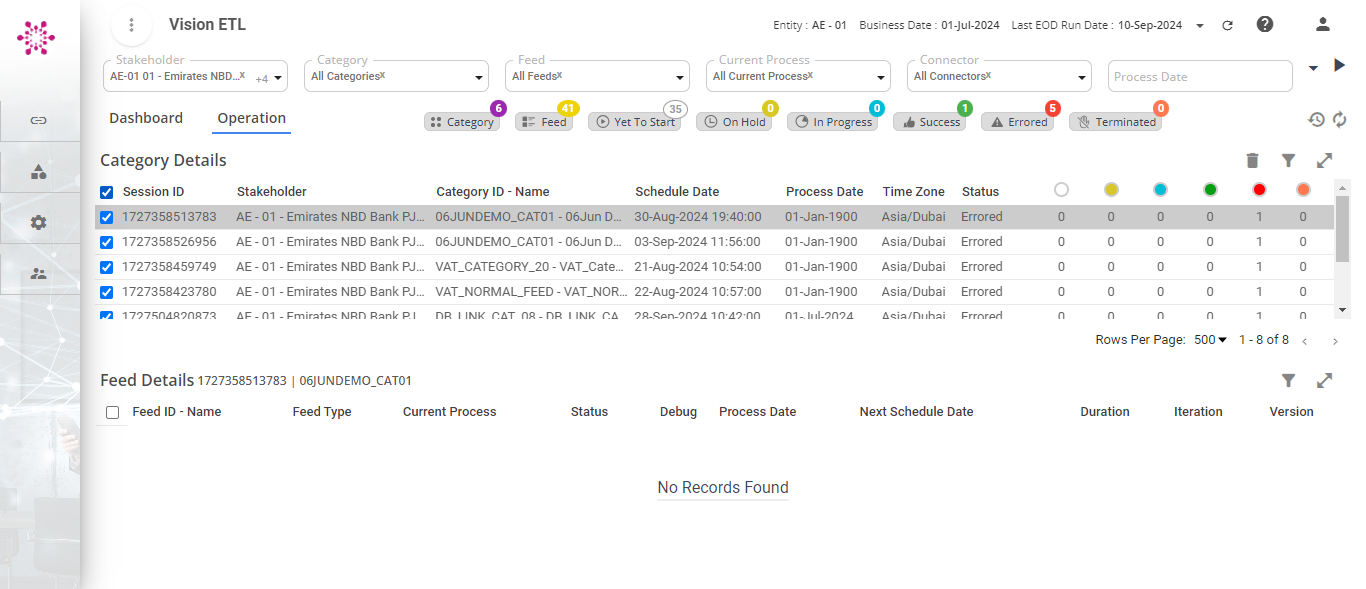 Vision ETL
Entity : AE - 01 Business Date : 01-Jul-2024 Last EOD Run Date : 10-Sep-2024
Stakeholder Category Feed Current Process Connector
AE-01 01 - Emirates NBD...x +4 All Categoriesx All Feedsx All Current Processx All Connectorsx Process Date
6 41 35 0 0 1 5 0
Dashboard Operation Category Feed Yet To Start On Hold In Progress Success Errored Terminated
Category Details
Session ID Stakeholder Category ID - Name Schedule Date Process Date Time Zone Status
1727358513783 AE - 01 - Emirates NBD Bank PJ... 06JUNDEMO_CAT01 - 06Jun D... 30-Aug-2024 19:40:00 01-Jan-1900 Asia/Dubai Errored 0 0 0 0 1 0
1727358526956 AE - 01 - Emirates NBD Bank PJ... 06JUNDEMO_CAT01 - 06Jun D... 03-Sep-2024 11:56:00 01-Jan-1900 Asia/Dubai Errored 0 0 0 0 1 0
1727358459749 AE - 01 - Emirates NBD Bank PJ... VAT_CATEGORY_20 - VAT_Cate... 21-Aug-2024 10:54:00 01-Jan-1900 Asia/Dubai Errored 0 0 0 0 1 0
1727358423780 AE - 01 - Emirates NBD Bank PJ... VAT_NORMAL_FEED - VAT_NOR... 22-Aug-2024 10:57:00 01-Jan-1900 Asia/Dubai Errored 0 0 0 0 1 0
1727504820873 AE - 01 - Emirates NBD Bank PJ... DB_LINK_CAT_08 - DB_LINK_CA... 28-Sep-2024 10:42:00 01-Jul-2024 Asia/Dubai Errored 0 0 0 0 1 0
Rows Per Page: 500 1 - 8 of 8
Feed Details 1727358513783 | 06JUNDEMO_CAT01
Feed ID - Name Feed Type Current Process Status Debug Process Date Next Schedule Date Duration Iteration Version
No Records Found